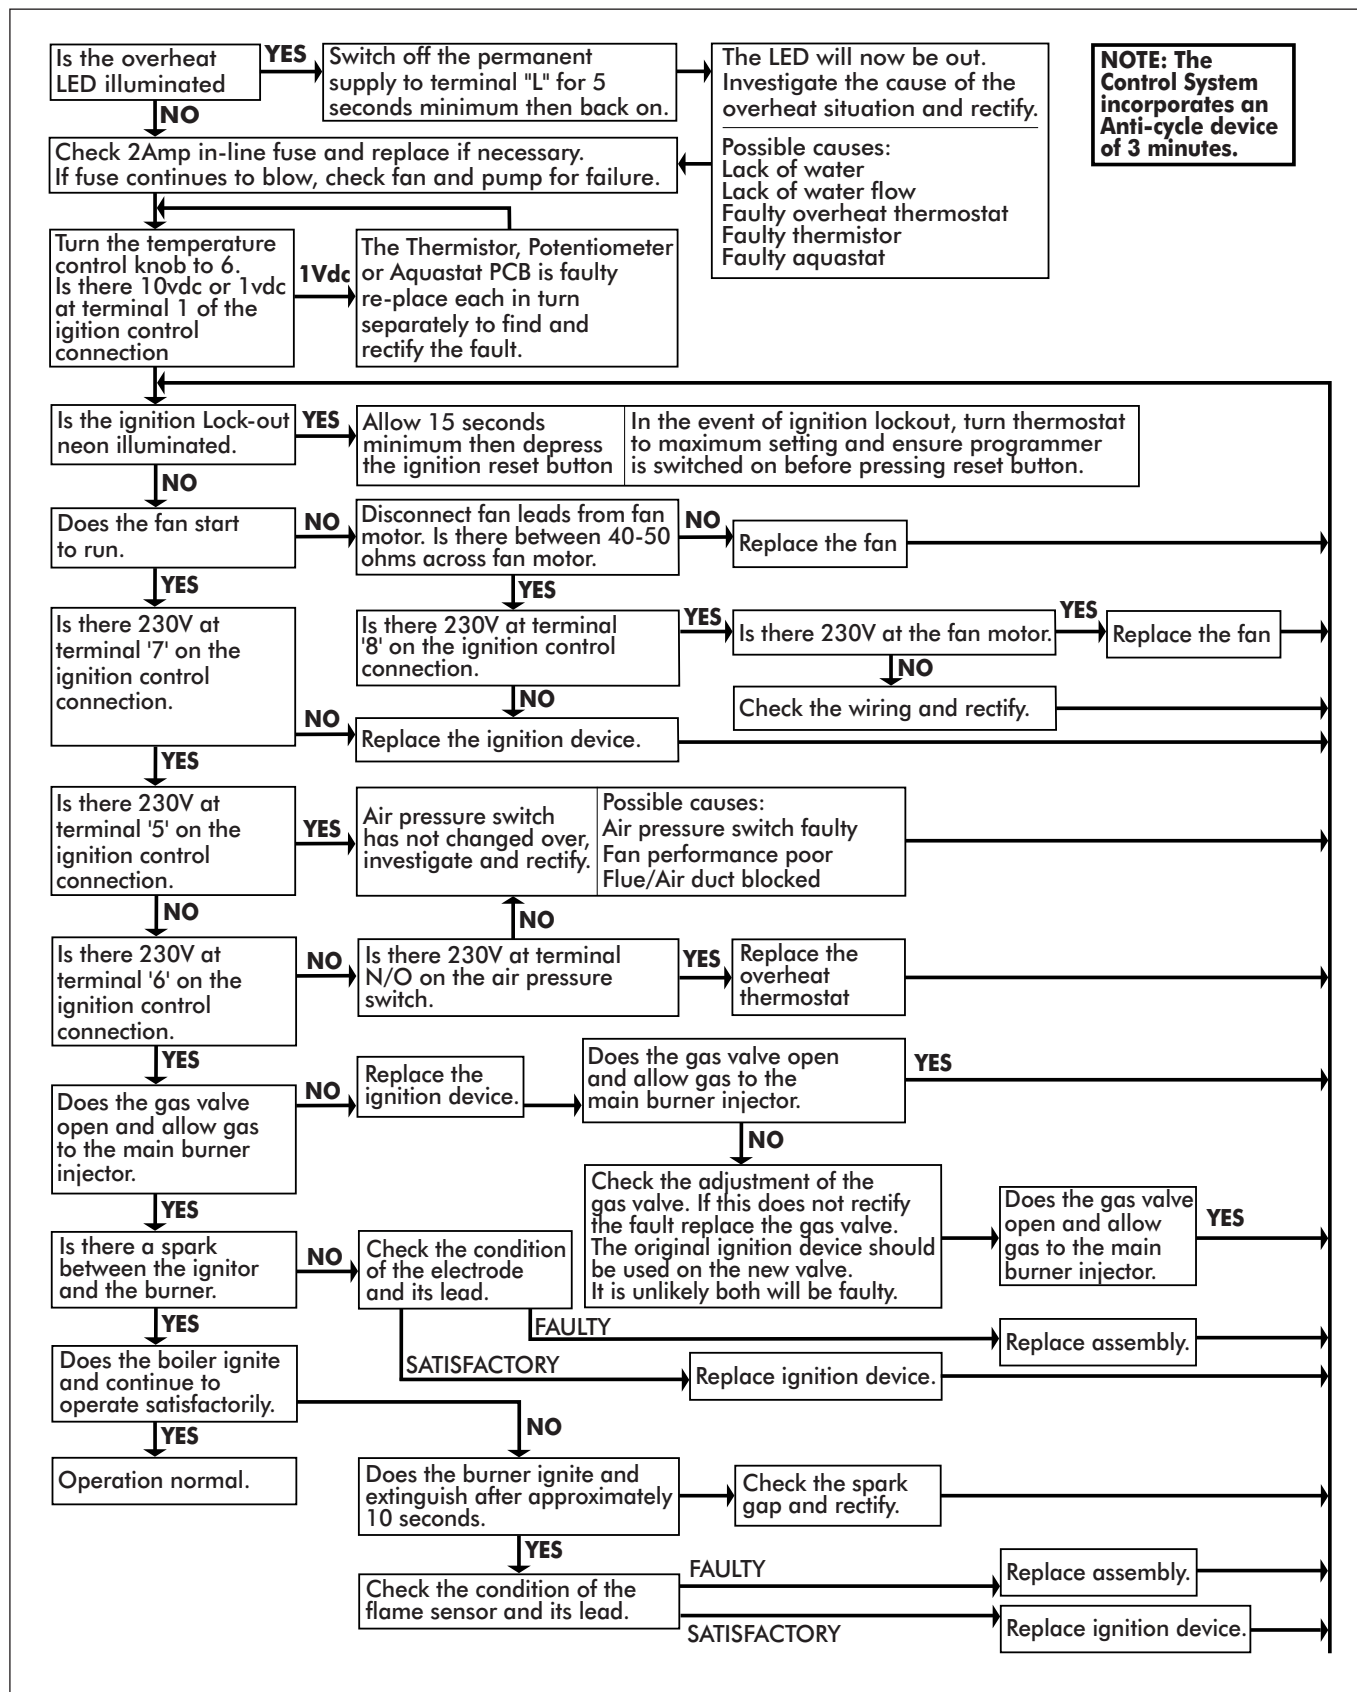 Is the overheat
LED illuminated
YES
Switch off the permanent
supply to terminal "L" for 5
seconds minimum then back on.
The LED will now be out.
Investigate the cause of the
overheat situation and rectify.
Possible causes:
Lack of water
Lack of water flow
Faulty overheat thermostat
Faulty thermistor
Faulty aquastat
NOTE: The
Control System
incorporates an
Anti-cycle device
of 3 minutes.
NO
Check 2Amp in-line fuse and replace if necessary.
If fuse continues to blow, check fan and pump for failure.
Turn the temperature
control knob to 6.
Is there 10vdc or 1vdc
at terminal 1 of the
igition control
connection
1Vdc
The Thermistor, Potentiometer
or Aquastat PCB is faulty
re-place each in turn
separately to find and
rectify the fault.
Is the ignition Lock-out
neon illuminated.
YES
Allow 15 seconds
minimum then depress
the ignition reset button
In the event of ignition lockout, turn thermostat
to maximum setting and ensure programmer
is switched on before pressing reset button.
NO
Does the fan start
to run.
NO
Disconnect fan leads from fan
motor. Is there between 40-50
ohms across fan motor.
NO
Replace the fan
YES
YES
Is there 230V at
terminal '7' on the
ignition control
connection.
Is there 230V at terminal
'8' on the ignition control
connection.
YES
Is there 230V at the fan motor.
YES
Replace the fan
NO
Check the wiring and rectify.
NO
NO
Replace the ignition device.
YES
Is there 230V at
terminal '5' on the
ignition control
connection.
YES
Air pressure switch
has not changed over,
investigate and rectify.
Possible causes:
Air pressure switch faulty
Fan performance poor
Flue/Air duct blocked
NO
NO
Is there 230V at
terminal '6' on the
ignition control
connection.
NO
Is there 230V at terminal
N/O on the air pressure
switch.
YES
Replace the
overheat
thermostat
YES
Does the gas valve
open and allow gas
to the main burner
injector.
NO
Replace the
ignition device.
Does the gas valve open
and allow gas to the
main burner injector.
YES
NO
Check the adjustment of the
gas valve. If this does not rectify
the fault replace the gas valve.
The original ignition device should
be used on the new valve.
It is unlikely both will be faulty.
Does the gas valve
open and allow
gas to the main
burner injector.
YES
YES
Is there a spark
between the ignitor
and the burner.
NO
Check the condition
of the electrode
and its lead.
FAULTY
Replace assembly.
SATISFACTORY
Replace ignition device.
YES
Does the boiler ignite
and continue to
operate satisfactorily.
NO
YES
Operation normal.
Does the burner ignite and
extinguish after approximately
10 seconds.
Check the spark
gap and rectify.
YES
Check the condition of the
flame sensor and its lead.
FAULTY
Replace assembly.
SATISFACTORY
Replace ignition device.